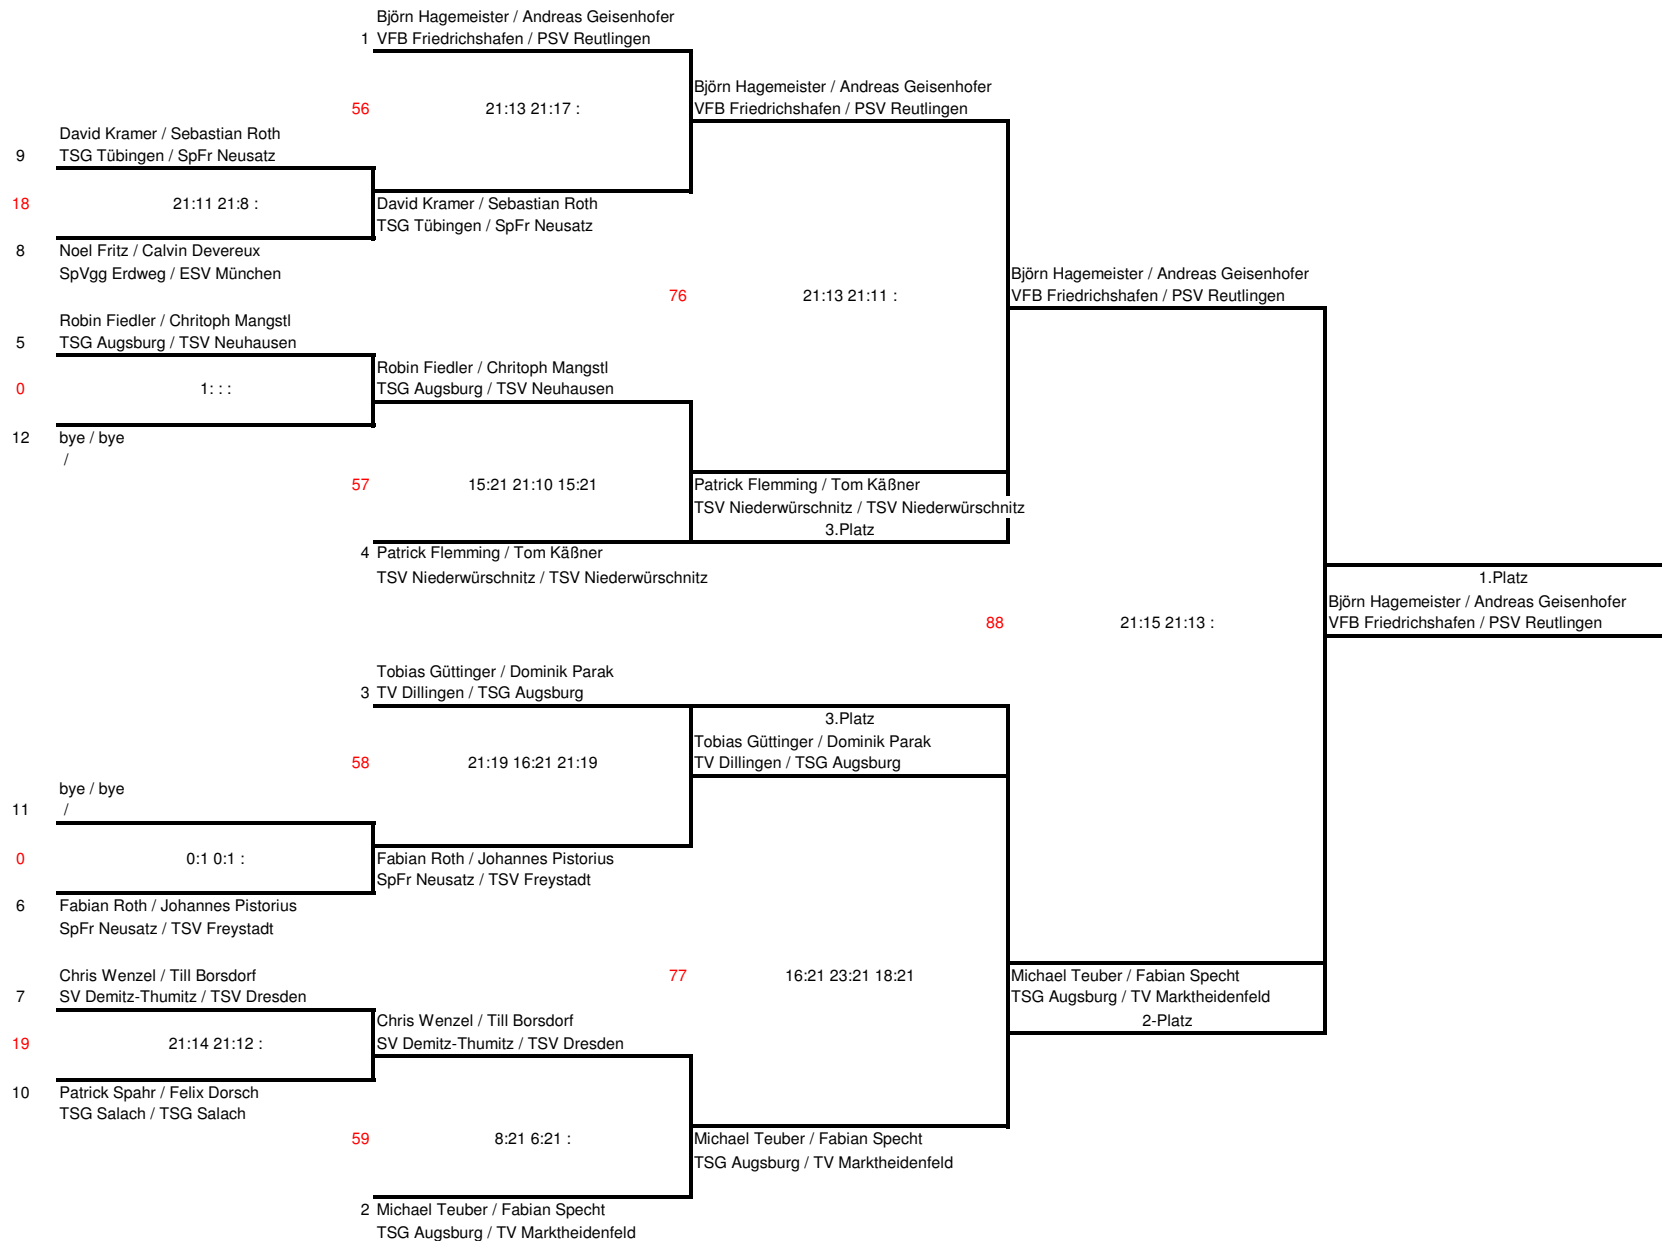 Björn Hagemeister / Andreas Geisenhofer
1 VFB Friedrichshafen / PSV Reutlingen
Björn Hagemeister / Andreas Geisenhofer
56 21:13 21:17 : VFB Friedrichshafen / PSV Reutlingen
David Kramer / Sebastian Roth
9 TSG Tübingen / SpFr Neusatz
18 21:11 21:8 : David Kramer / Sebastian Roth
TSG Tübingen / SpFr Neusatz
8 Noel Fritz / Calvin Devereux
SpVgg Erdweg / ESV München Björn Hagemeister / Andreas Geisenhofer
76 21:13 21:11 : VFB Friedrichshafen / PSV Reutlingen
Robin Fiedler / Chritoph Mangstl
5 TSG Augsburg / TSV Neuhausen
Robin Fiedler / Chritoph Mangstl
0 1: : : TSG Augsburg / TSV Neuhausen
12 bye / bye
/
57 15:21 21:10 15:21 Patrick Flemming / Tom Käßner
TSV Niederwürschnitz / TSV Niederwürschnitz
3.Platz
4 Patrick Flemming / Tom Käßner
TSV Niederwürschnitz / TSV Niederwürschnitz 1.Platz
Björn Hagemeister / Andreas Geisenhofer
88 21:15 21:13 : VFB Friedrichshafen / PSV Reutlingen
Tobias Güttinger / Dominik Parak
3 TV Dillingen / TSG Augsburg
3.Platz
Tobias Güttinger / Dominik Parak
58 21:19 16:21 21:19 TV Dillingen / TSG Augsburg
bye / bye
11 /
0 0:1 0:1 : Fabian Roth / Johannes Pistorius
SpFr Neusatz / TSV Freystadt
6 Fabian Roth / Johannes Pistorius
SpFr Neusatz / TSV Freystadt
Chris Wenzel / Till Borsdorf 77 16:21 23:21 18:21 Michael Teuber / Fabian Specht
7 SV Demitz-Thumitz / TSV Dresden TSG Augsburg / TV Marktheidenfeld
Chris Wenzel / Till Borsdorf 2-Platz
19 21:14 21:12 : SV Demitz-Thumitz / TSV Dresden
10 Patrick Spahr / Felix Dorsch
TSG Salach / TSG Salach
59 8:21 6:21 : Michael Teuber / Fabian Specht
TSG Augsburg / TV Marktheidenfeld
2 Michael Teuber / Fabian Specht
TSG Augsburg / TV Marktheidenfeld